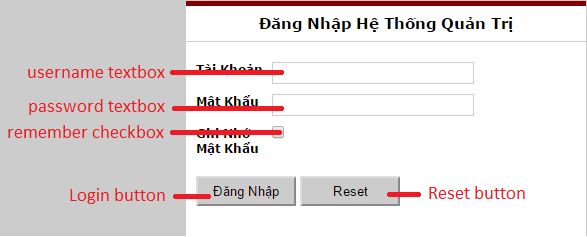 Đăng Nhập Hệ Thống Quản Trị
username textbox Tài Khoản
password textbox Mật Khẩu
remember checkbox Ghi Nhớ
Mật Khẩu
Login button Đăng Nhập Reset Reset button